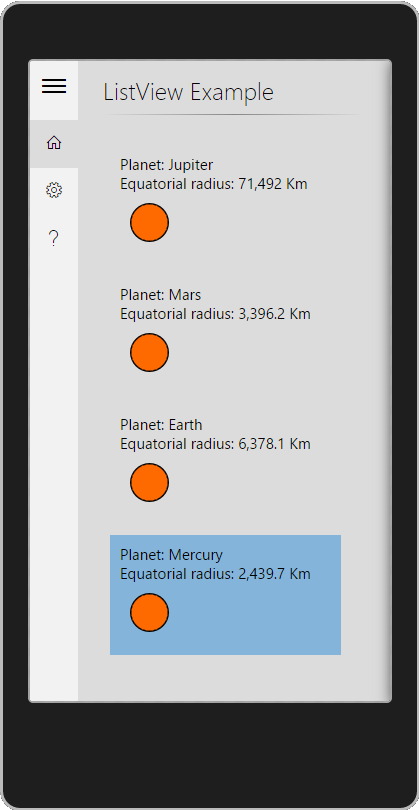 ListView Example
Planet: Jupiter
Equatorial radius: 71,492 Km
Planet: Mars
Equatorial radius: 3,396.2 Km
Planet: Earth
Equatorial radius: 6,378.1 Km
?
Planet: Mercury
Equatorial radius: 2,439.7 Km